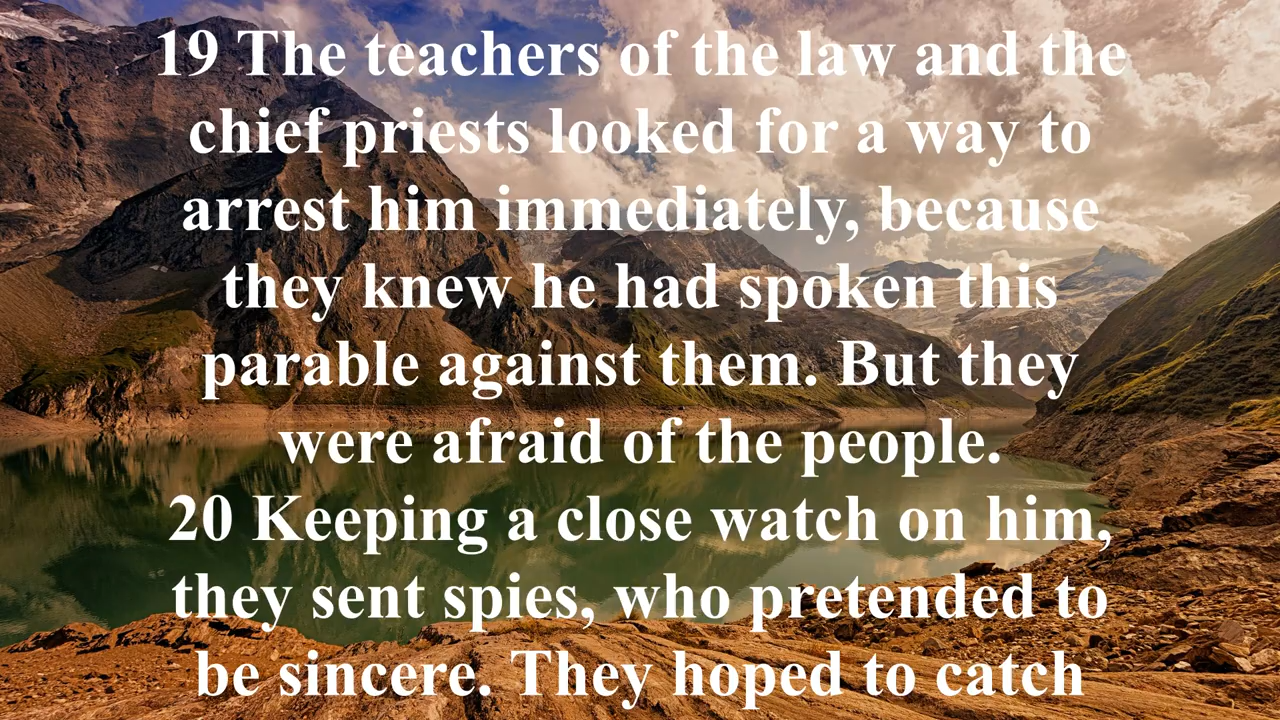 19 The teachers of the law and the
chief priests looked for a way to
arrest him immediately, because
they knew he had spoken this
parable against them. But they
were afraid of the people.
20 Keeping a close watch on him,
they sent spies, who pretended to
be sincere. They hoped to catch